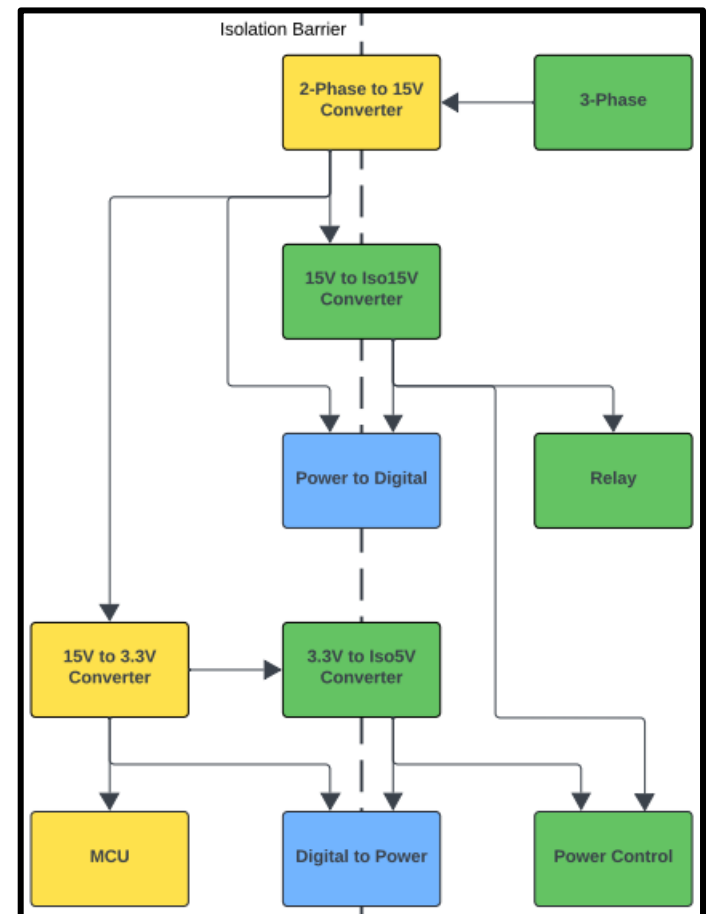 Isolation Barrier
2-Phase to 15V
Converter
3-Phase
15V to Iso15V
Converter
Power to Digital
Relay
15V to 3.3V
Converter
3.3V to Iso5V
Converter
MCU
Digital to Power
Power Control